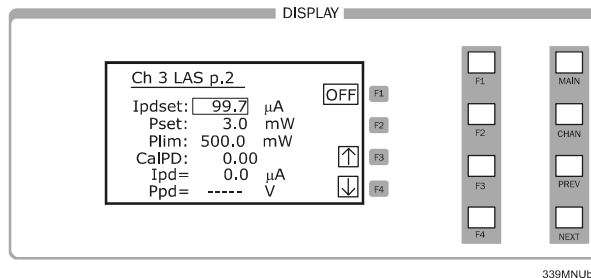 DISPLAY
Ch 3 LAS p.2
OFF F1
Ipdset: 99.7 μA
Pset: 3.0 mW F2
Plim: 500.0 mW
CalPD: 0.00 ↑ F3
Ipd= 0.0 μA
Ppd= ----- V ↓ F4
F1 MAIN
F2 CHAN
F3 PREV
F4 NEXT
339MNUb